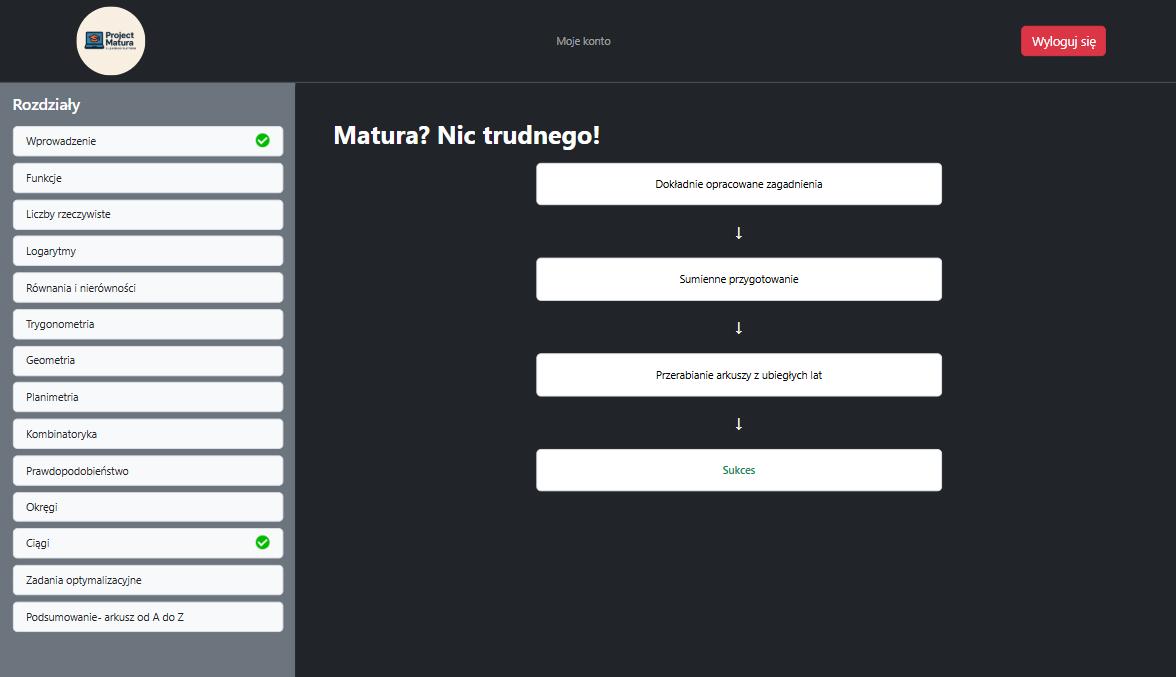 Project
Matura
Moje konto
Wyloguj się
Rozdziały
Wprowadzenie
Funkcje
Liczby rzeczywiste
Logarytmy
Równania i nierówności
Trygonometria
Geometria
Planimetria
Kombinatoryka
Prawdopodobieństwo
Okręgi
Ciągi
Zadania optymalizacyjne
Podsumowanie- arkusz od A do Z
Matura? Nic trudnego!
Dokładnie opracowane zagadnienia
↓
Sumienne przygotowanie
↓
Przerabianie arkuszy z ubiegłych lat
↓
Sukces